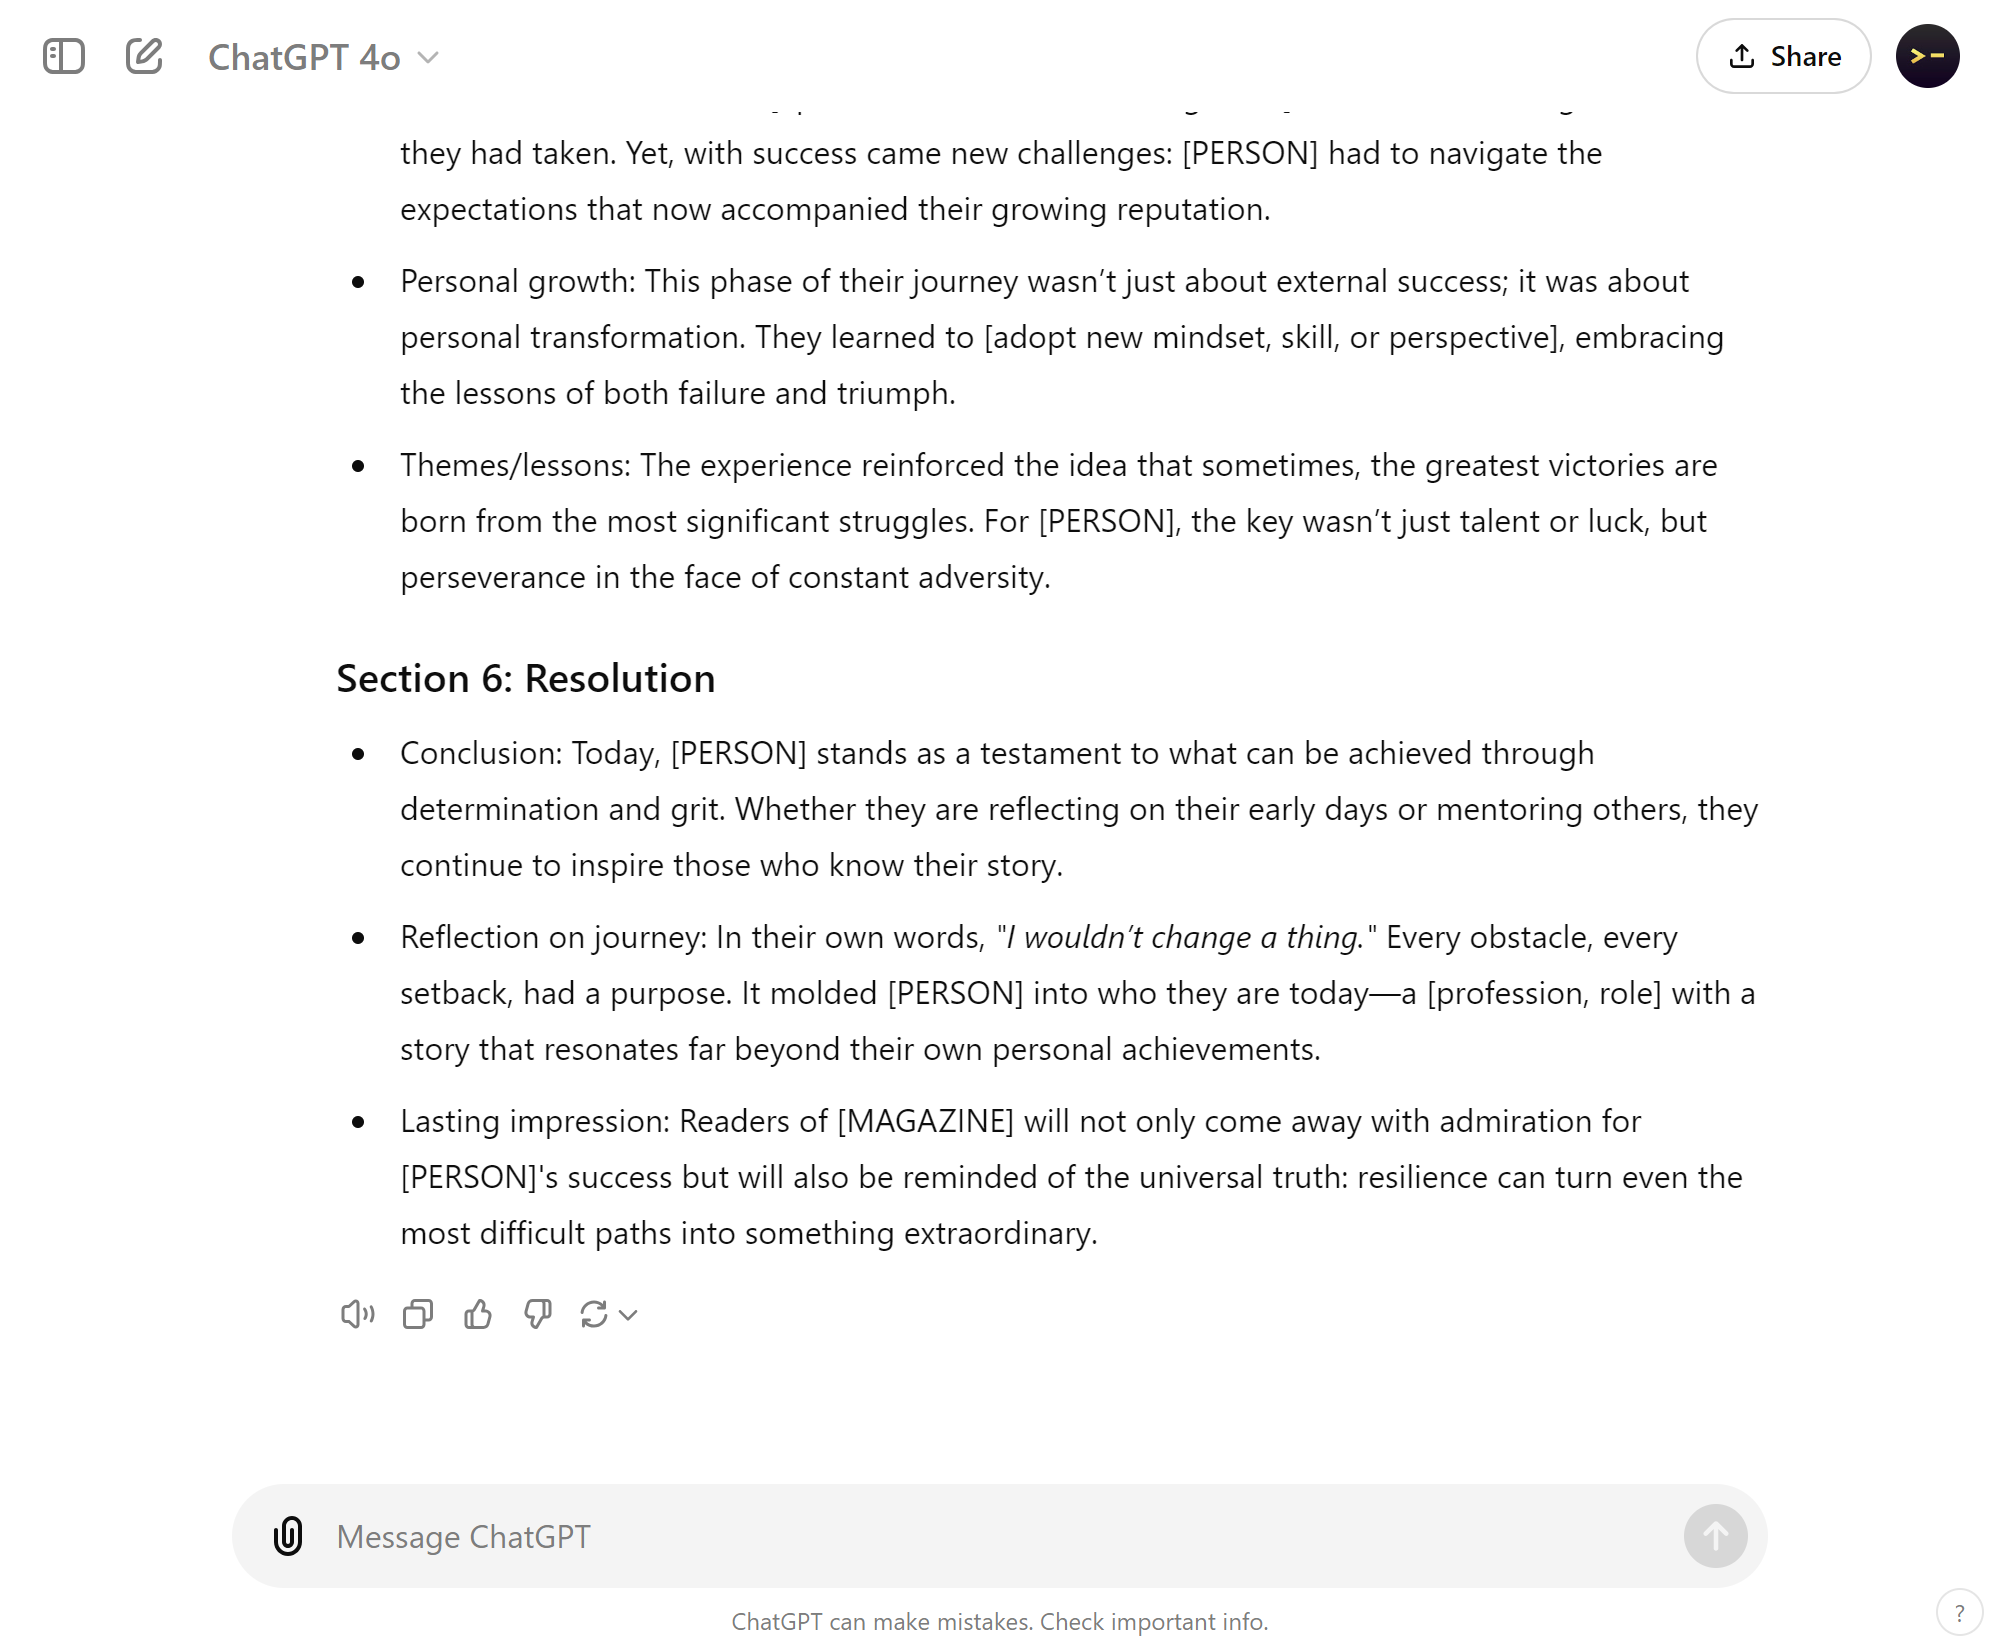 ChatGPT 4o
Share
they had taken. Yet, with success came new challenges: [PERSON] had to navigate the
expectations that now accompanied their growing reputation.
Personal growth: This phase of their journey wasn’t just about external success; it was about
personal transformation. They learned to [adopt new mindset, skill, or perspective], embracing
the lessons of both failure and triumph.
Themes/lessons: The experience reinforced the idea that sometimes, the greatest victories are
born from the most significant struggles. For [PERSON], the key wasn’t just talent or luck, but
perseverance in the face of constant adversity.
Section 6: Resolution
Conclusion: Today, [PERSON] stands as a testament to what can be achieved through
determination and grit. Whether they are reflecting on their early days or mentoring others, they
continue to inspire those who know their story.
Reflection on journey: In their own words, "I wouldn’t change a thing." Every obstacle, every
setback, had a purpose. It molded [PERSON] into who they are today—a [profession, role] with a
story that resonates far beyond their own personal achievements.
Lasting impression: Readers of [MAGAZINE] will not only come away with admiration for
[PERSON]'s success but will also be reminded of the universal truth: resilience can turn even the
most difficult paths into something extraordinary.
Message ChatGPT
ChatGPT can make mistakes. Check important info.
?